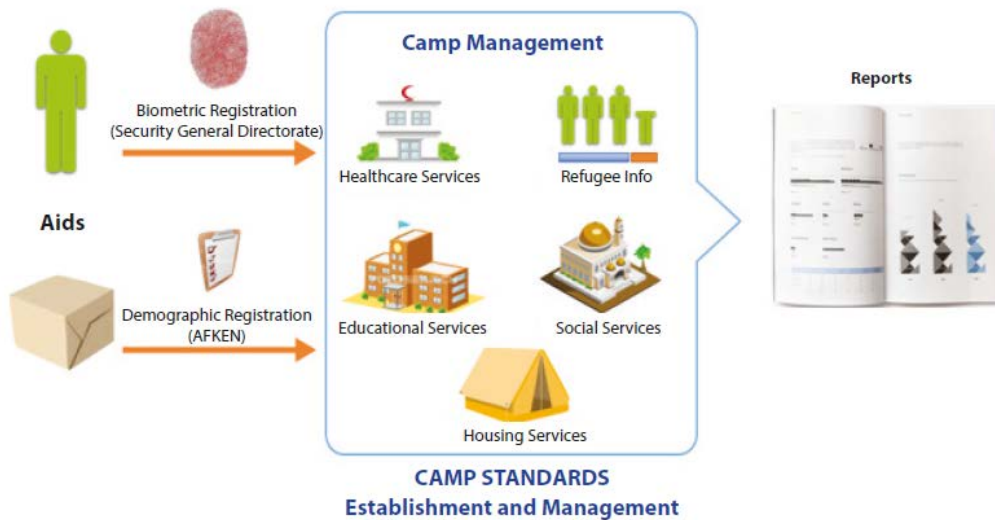 Camp Management
Biometric Registration
(Security General Directorate)
Healthcare Services
Refugee Info
Reports
Aids
Demographic Registration
(AFKEN)
Educational Services
Social Services
Housing Services
CAMP STANDARDS
Establishment and Management